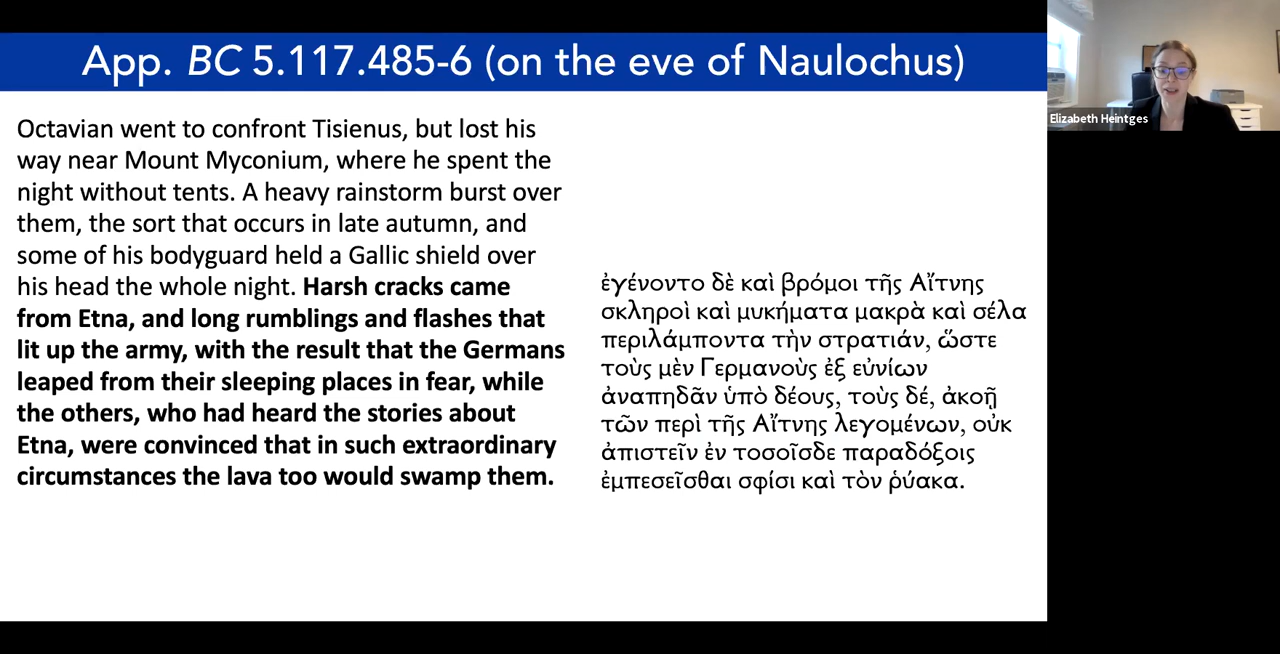 App. BC 5.117.485-6 (on the eve of Naulochus)
Elizabeth Heintges
Octavian went to confront Tisienus, but lost his
way near Mount Myconium, where he spent the
night without tents. A heavy rainstorm burst over
them, the sort that occurs in late autumn, and
some of his bodyguard held a Gallic shield over
his head the whole night. Harsh cracks came
from Etna, and long rumblings and flashes that
lit up the army, with the result that the Germans
leaped from their sleeping places in fear, while
the others, who had heard the stories about
Etna, were convinced that in such extraordinary
circumstances the lava too would swamp them.
ἐγένοντο δὲ καὶ βρόμοι τῆς Αἴτνης
σκληροὶ καὶ μυκήματα μακρὰ καὶ σέλα
περιλάμποντα τὴν στρατιάν, ὥστε
τοὺς μὲν Γερμανοὺς ἐξ εὐνίων
ἀναπηδᾶν ὑπὸ δέους, τοὺς δέ, ἀκοῇ
τῶν περὶ τῆς Αἴτνης λεγομένων, οὐκ
ἀπιστεῖν ἐν τοσοῖσδε παραδόξοις
ἐμπεσεῖσθαι σφίσι καὶ τὸν ῥύακα.